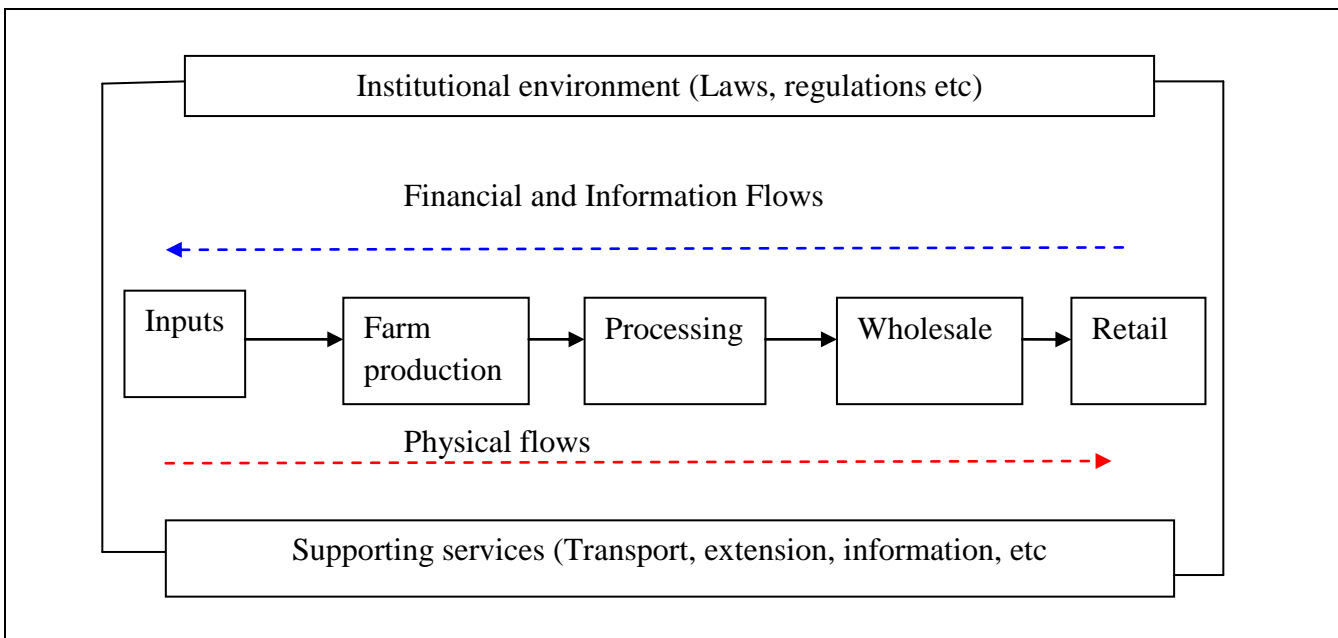 Institutional environment (Laws, regulations etc)
Financial and Information Flows
Inputs
Farm
production
Processing
Wholesale
Retail
Physical flows
Supporting services (Transport, extension, information, etc